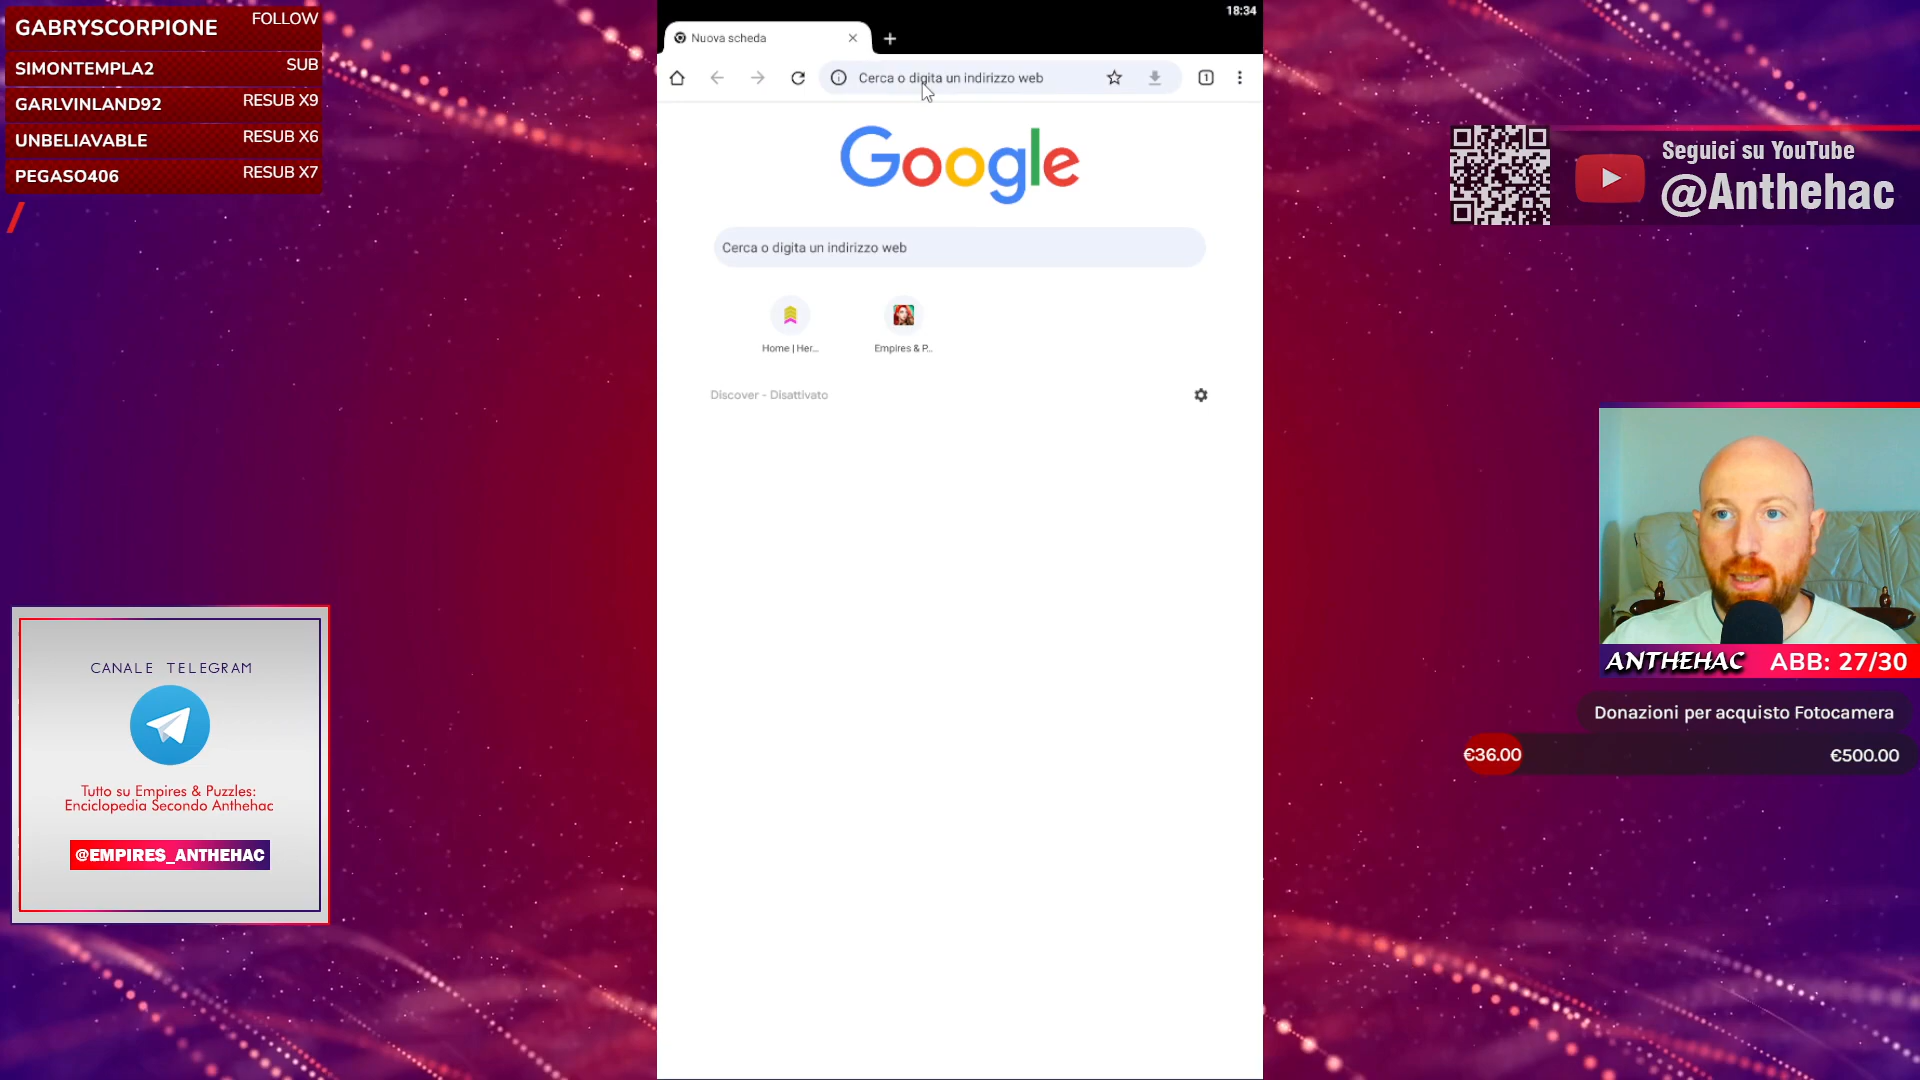 GABRYSCORPIONE FOLLOW
SIMONTEMPLA2 SUB
GARLVINLAND92 RESUB X9
UNBELIAVABLE RESUB X6
PEGASO406 RESUB X7
/
18:34
Nuova scheda
Cerca o digita un indirizzo web
1
Google
Cerca o digita un indirizzo web
Home | Her...
Empires & P...
Discover - Disattivato
Seguici su YouTube
@Anthehac
CANALE TELEGRAM
Tutto su Empires & Puzzles:
Enciclopedia Secondo Anthehac
@EMPIRES_ANTHEHAC
ANTHEHAC ABB: 27/30
Donazioni per acquisto Fotocamera
€36.00 €500.00